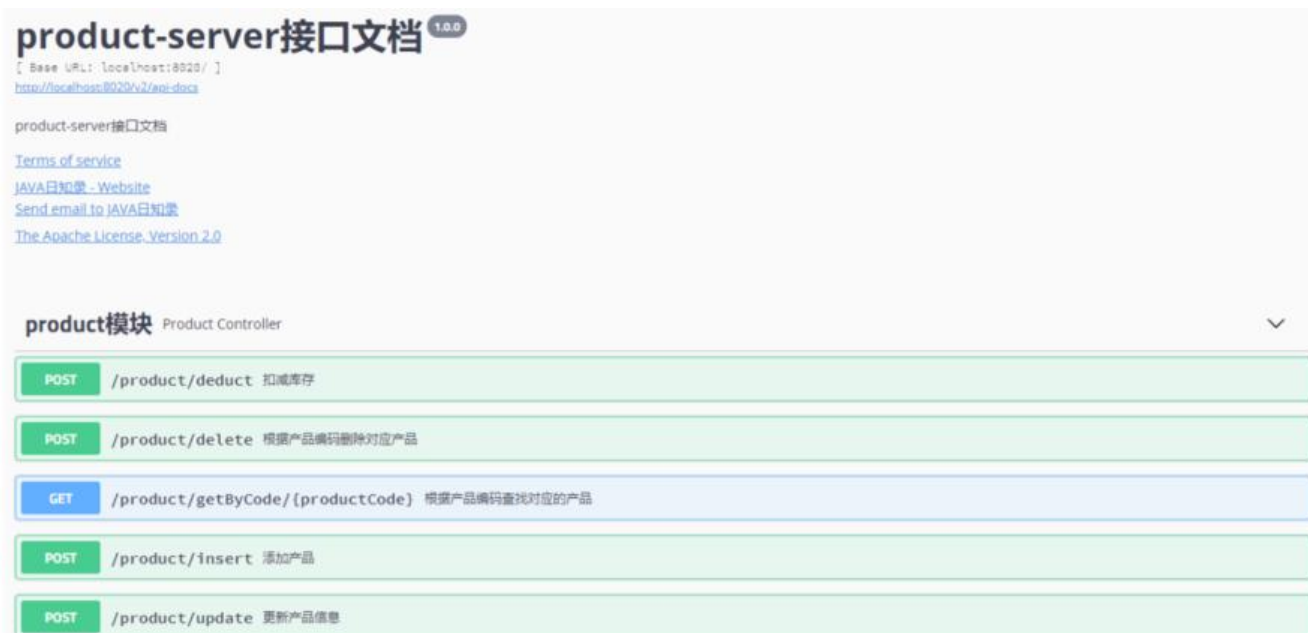 product-server接口文档 1.0.0
[ Base URL: localhost:8020/ ]
http://localhost:8020/v2/api-docs
product-server接口文档
Terms of service
JAVA日知录 - Website
Send email to JAVA日知录
The Apache License, Version 2.0
product模块 Product Controller
POST /product/deduct 扣减库存
POST /product/delete 根据产品编码删除对应产品
GET /product/getByCode/{productCode} 根据产品编码查找对应的产品
POST /product/insert 添加产品
POST /product/update 更新产品信息